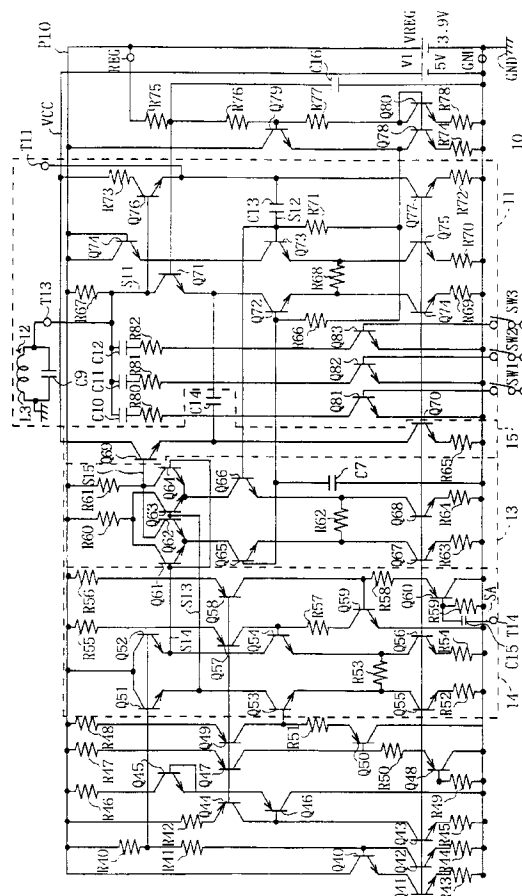 P10
REG
VREG
V1
3.9V
5V
GND
GND
C16
VCC
R75
R76
Q79
R77
Q80
Q78
R78
R74
10
T11
R73
Q76
C13
S12
R71
Q77
R72
11
Q74
Q73
R68
Q75
R70
T13
R67
S11
Q71
Q72
R66
Q74
R69
L3
12
C9
C12
C11
C10
R82
R81
R80
Q83
Q82
Q81
SW3
SW2
SW1
C14
Q70
Q69
15
R65
R61
S15
Q64
Q66
C7
R60
Q63
Q62
Q61
Q65
R62
Q68
Q67
R64
R63
13
R56
R55
S13
S14
Q58
Q57
R57
Q59
R58
Q60
R59
SA
T14
C15
Q52
Q51
Q54
Q53
R53
Q56
Q55
R54
R52
14
R48
R47
R46
Q49
Q47
Q45
Q44
R51
Q50
R50
Q48
R49
Q46
R40
R42
R41
Q40
Q43
Q42
Q41
R45
R44
R43